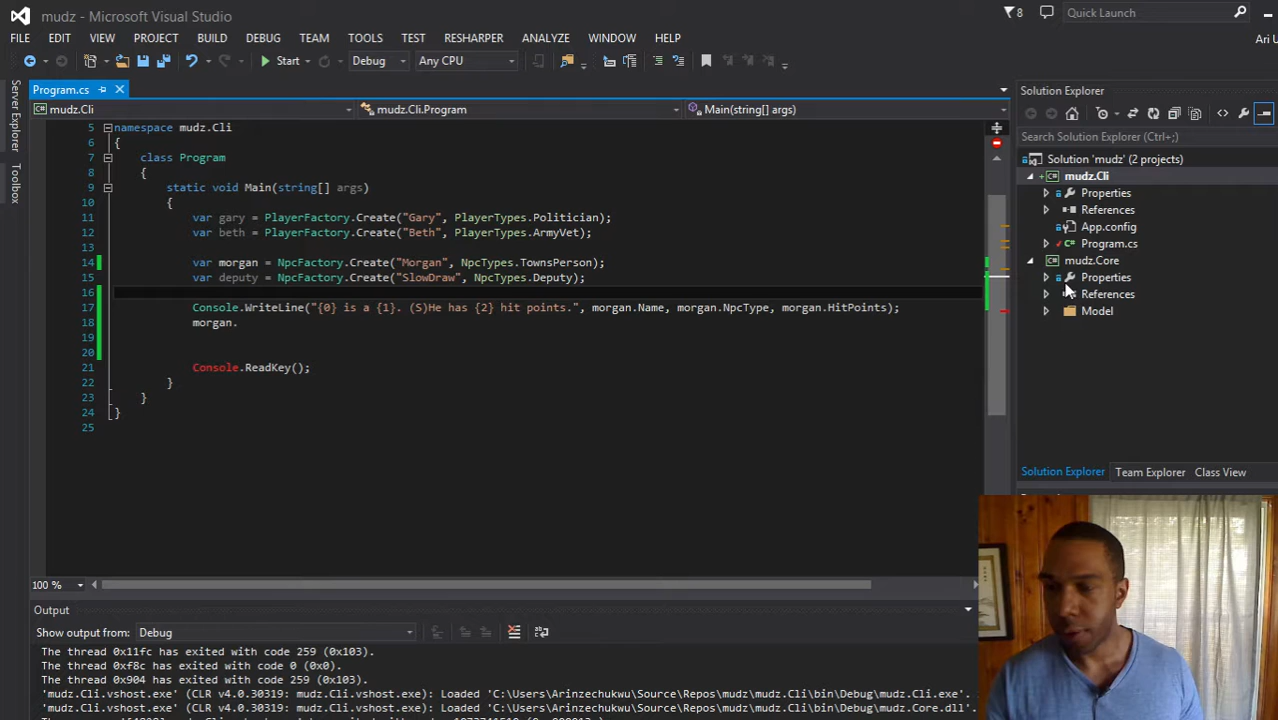 mudz - Microsoft Visual Studio
8
Quick Launch
FILE EDIT VIEW PROJECT BUILD DEBUG TEAM TOOLS TEST RESHARPER ANALYZE WINDOW HELP
Ari U
Start Debug Any CPU
Server Explorer
Toolbox
Program.cs
mudz.Cli mudz.Cli.Program Main(string[] args)
5 namespace mudz.Cli
6 {
7 class Program
8 {
9 static void Main(string[] args)
10 {
11 var gary = PlayerFactory.Create("Gary", PlayerTypes.Politician);
12 var beth = PlayerFactory.Create("Beth", PlayerTypes.ArmyVet);
13
14 var morgan = NpcFactory.Create("Morgan", NpcTypes.TownsPerson);
15 var deputy = NpcFactory.Create("SlowDraw", NpcTypes.Deputy);
16
17 Console.WriteLine("{0} is a {1}. (S)He has {2} hit points.", morgan.Name, morgan.NpcType, morgan.HitPoints);
18 morgan.
19
20
21 Console.ReadKey();
22 }
23 }
24 }
25
100 %
Solution Explorer
Search Solution Explorer (Ctrl+;)
Solution 'mudz' (2 projects)
mudz.Cli
Properties
References
App.config
Program.cs
mudz.Core
Properties
References
Model
Solution Explorer Team Explorer Class View
Output
Show output from: Debug
The thread 0x11fc has exited with code 259 (0x103).
The thread 0xf8c has exited with code 0 (0x0).
The thread 0x904 has exited with code 259 (0x103).
'mudz.Cli.vshost.exe' (CLR v4.0.30319: mudz.Cli.vshost.exe): Loaded 'C:\Users\Arinzechukwu\Source\Repos\mudz\mudz.Cli\bin\Debug\mudz.Cli.exe'.
'mudz.Cli.vshost.exe' (CLR v4.0.30319: mudz.Cli.vshost.exe): Loaded 'C:\Users\Arinzechukwu\Source\Repos\mudz\mudz.Cli\bin\Debug\mudz.Core.dll'.